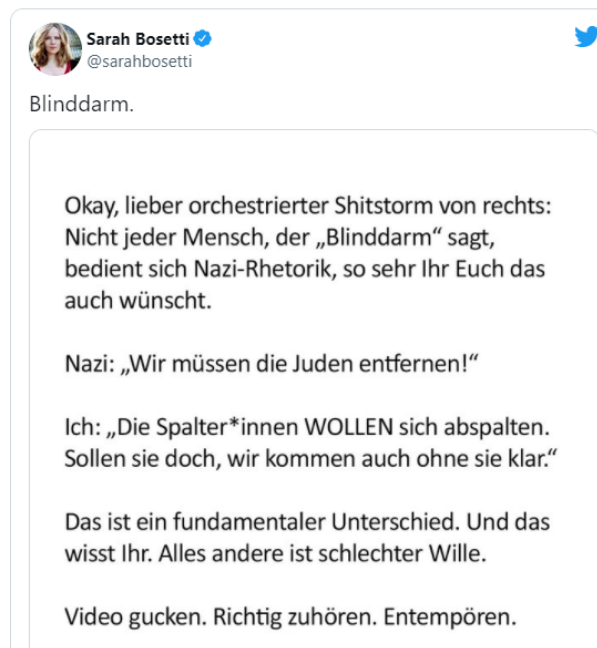 Sarah Bosetti
@sarahbosetti
Blinddarm.
Okay, lieber orchestrierter Shitstorm von rechts:
Nicht jeder Mensch, der „Blinddarm“ sagt,
bedient sich Nazi-Rhetorik, so sehr Ihr Euch das
auch wünscht.
Nazi: „Wir müssen die Juden entfernen!“
Ich: „Die Spalter*innen WOLLEN sich abspalten.
Sollen sie doch, wir kommen auch ohne sie klar.“
Das ist ein fundamentaler Unterschied. Und das
wisst Ihr. Alles andere ist schlechter Wille.
Video gucken. Richtig zuhören. Entempören.